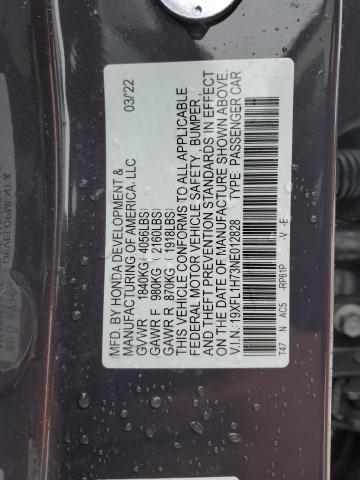 MFD. BY HONDA DEVELOPMENT & 03/'22
MANUFACTURING OF AMERICA, LLC
GVWR 1840KG( 4056LBS)
GAWR F 980KG ( 2160LBS)
GAWR R 870KG ( 1918LBS)
THIS VEHICLE CONFORMS TO ALL APPLICABLE
FEDERAL MOTOR VEHICLE SAFETY, BUMPER,
AND THEFT PREVENTION STANDARDS IN EFFECT
ON THE DATE OF MANUFACTURE SHOWN ABOVE.
V.I.N: 19XFL1H73NE012828 TYPE: PASSENGER CAR
T47 N AC5 -RP61P -V -E